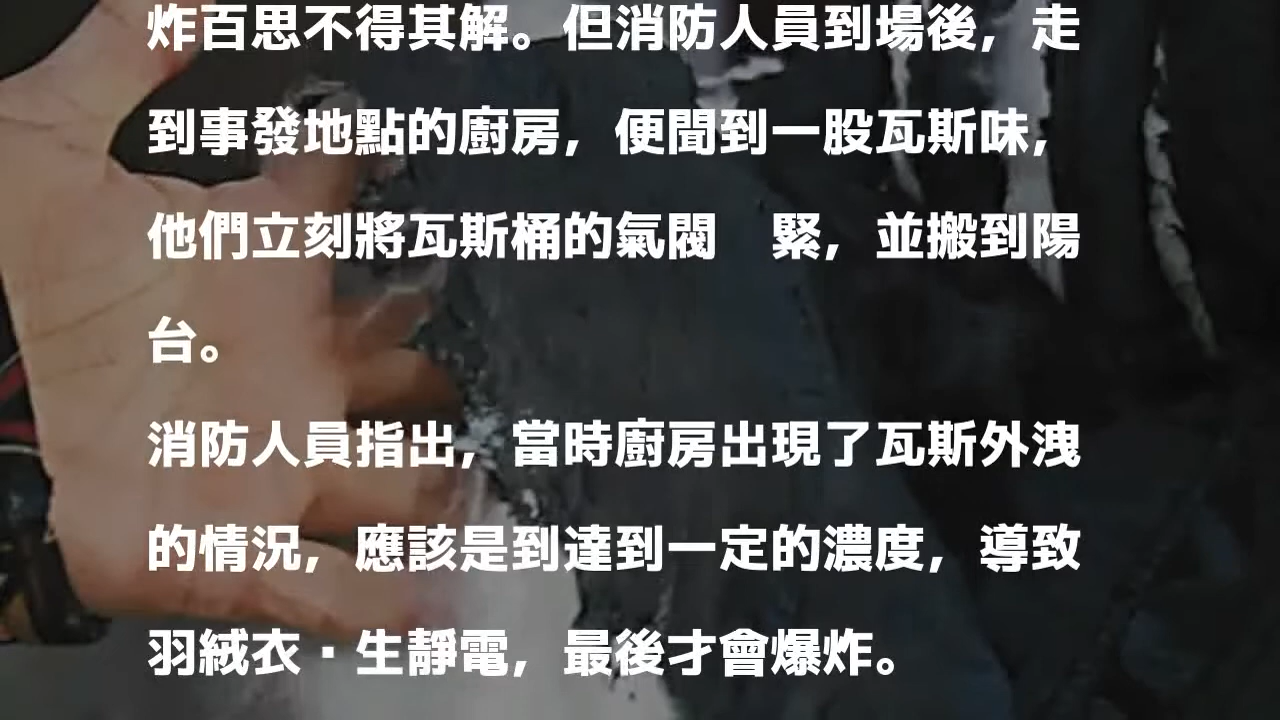 炸百思不得其解。但消防人員到場後，走
到事發地點的廚房，便聞到一股瓦斯味，
他們立刻將瓦斯桶的氣閥　緊，並搬到陽
台。
消防人員指出，當時廚房出現了瓦斯外洩
的情況，應該是到達到一定的濃度，導致
羽絨衣▪生靜電，最後才會爆炸。